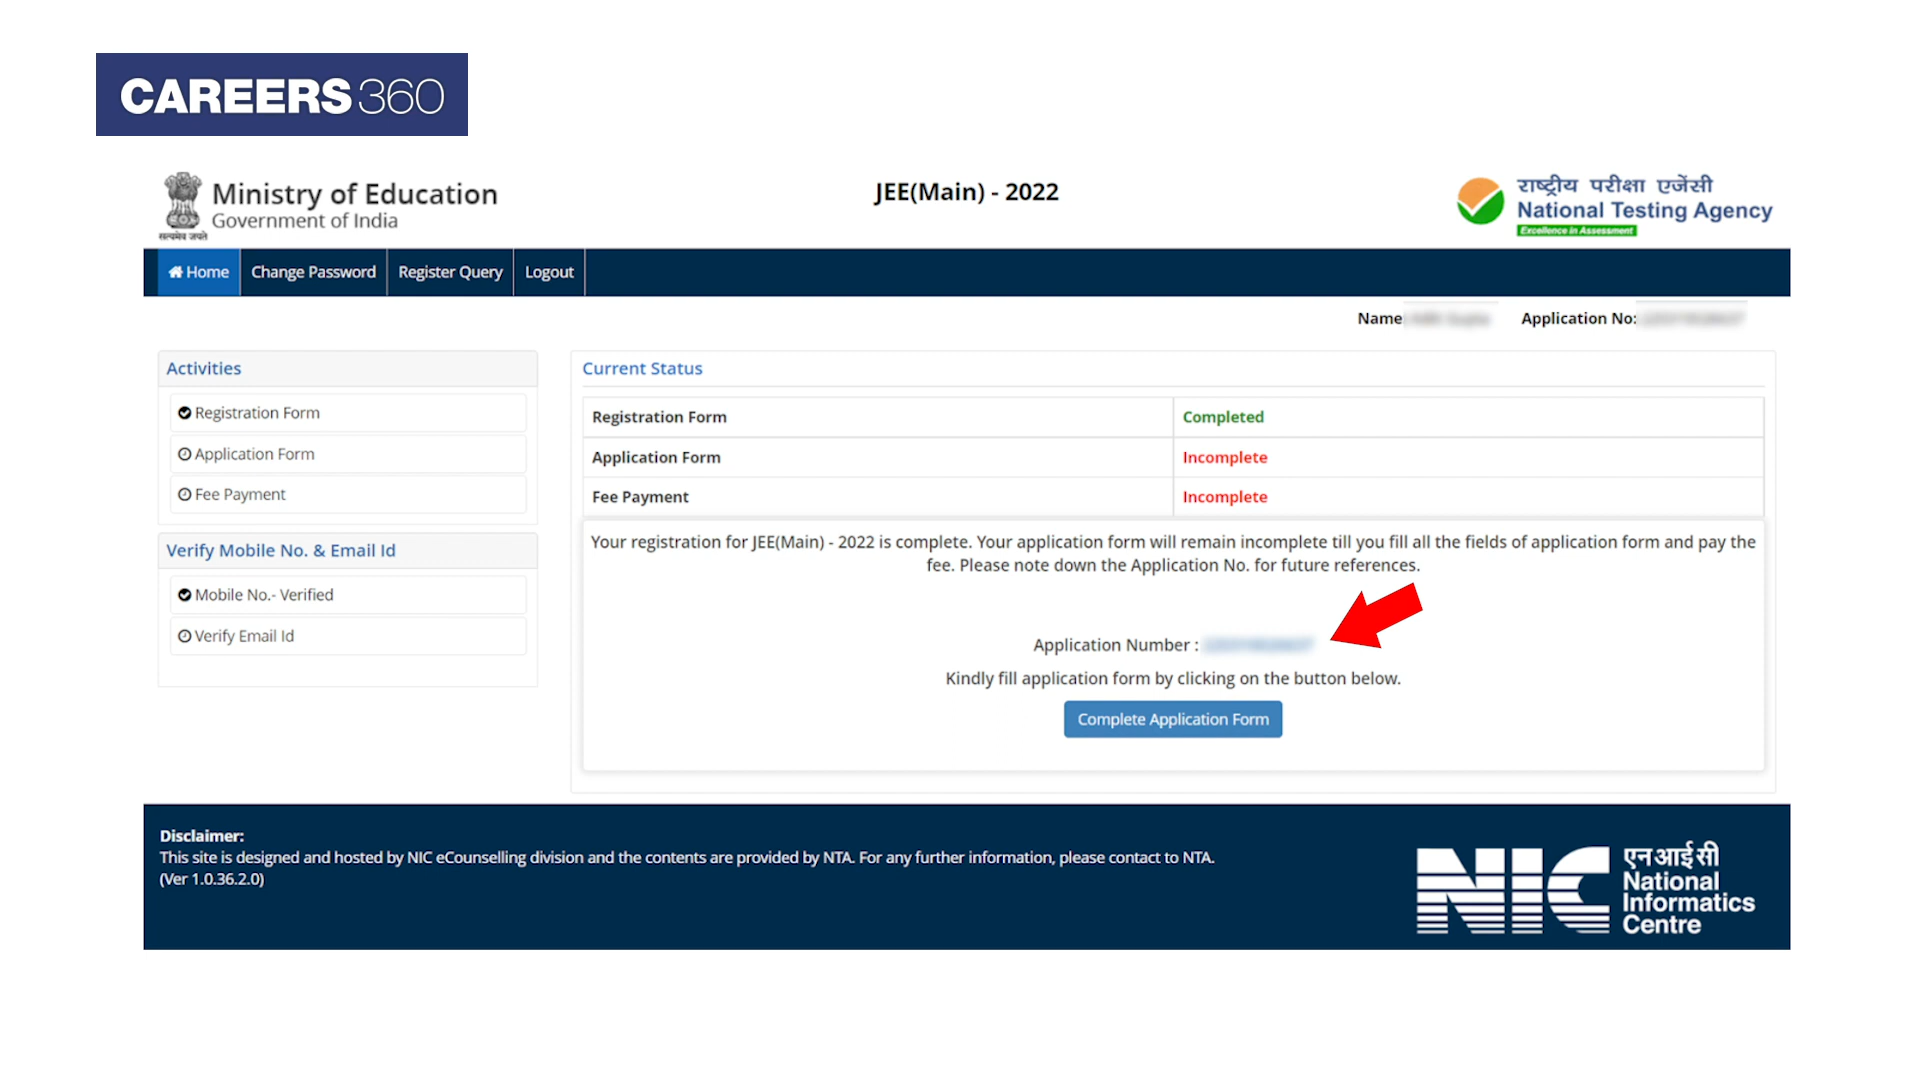 CAREERS360
Ministry of Education
Government of India
सत्यमेव जयते
JEE(Main) - 2022
राष्ट्रीय परीक्षा एजेंसी
National Testing Agency
Excellence in Assessment
Home Change Password Register Query Logout
Name: Application No:
Activities
Registration Form
Application Form
Fee Payment
Verify Mobile No. & Email Id
Mobile No.- Verified
Verify Email Id
Current Status
Registration Form Completed
Application Form Incomplete
Fee Payment Incomplete
Your registration for JEE(Main) - 2022 is complete. Your application form will remain incomplete till you fill all the fields of application form and pay the
fee. Please note down the Application No. for future references.
Application Number :
Kindly fill application form by clicking on the button below.
Complete Application Form
Disclaimer:
This site is designed and hosted by NIC eCounselling division and the contents are provided by NTA. For any further information, please contact to NTA.
(Ver 1.0.36.2.0)
NIC
एन आई सी
National
Informatics
Centre